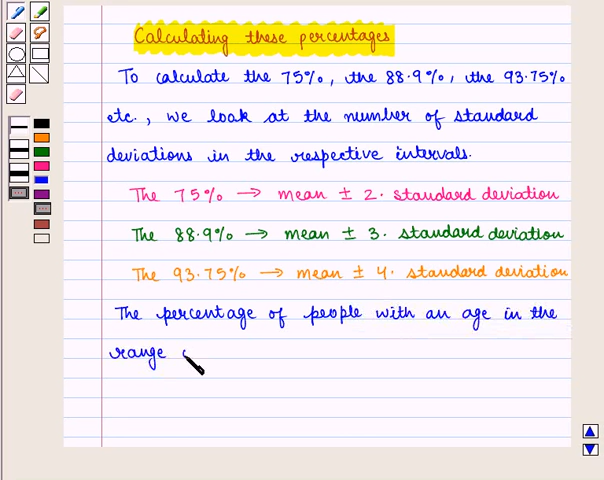 Calculating these percentages
To calculate the 75%, the 88.9%, the 93.75%
etc., we look at the number of standard
deviations in the respective intervals.
The 75% → mean ± 2. standard deviation
The 88.9% → mean ± 3. standard deviation
The 93.75% → mean ± 4. standard deviation
The percentage of people with an age in the
range